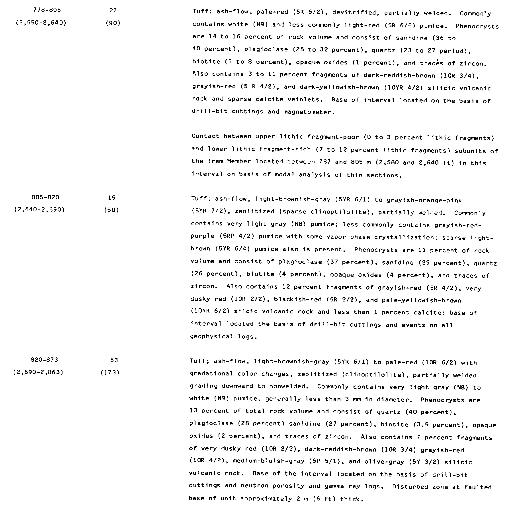 778-805 27 Tuff: ash-flow, pale-red (5R 6/2), devitrified, partially welded. Commonly
(2,550-2,640) (90) contains white (N9) and less commonly light-red (5R 6/6) pumice. Phenocrysts
are 14 to 16 percent of rock volume and consist of sanidine (36 to
percent), plagioclase (25 to 32 percent), quartz (23 to 27 percent),
biotite ( to 8 percent), opaque oxides (1 percent), and traces of zircon.
Also contains 3 to 11 percent fragments of dark-reddish-brown (10R 3/4),
grayish-red (5 R 4/2), and dark-yellowish-brown (10YR 4/2) silicic volcanic
rock and sparse calcite veinlets. Base of interval located on the basis of
drill-bit cuttings and magnetometer.
Contact between upper lithic fragment-poor (0 to 3 percent lithic fragments)
and lower lithic fragment-rich (7 to 12 percent lithic fragments) subunits of
the Tram Member located between 787 and 805 m (2,580 and 2,640 ft) in this
interval on basis of modal analysis of thin sections.
805-820 15 Tuff: ash-flow, light-brownish-gray (5YR 6/1) to grayish-orange-pink
(2,640-2,690) (50) (5YR 7/2), zeolitized (sparse clinoptilolite), partially welded. Commonly
contains very light gray (N8) pumice; less commonly contains grayish-red-
purple (5RP 4/2) pumice with some vapor phase crystallization; sparse light-
brown (5YR 6/4) pumice also is present. Phenocrysts are 13 percent of rock
volume and consist of plagioclase (37 percent), sanidine (29 percent), quartz
(26 percent), biotite (4 percent), opaque oxides (4 percent), and traces of
zircon. Also contains 12 percent fragments of grayish-red (5R 4/2), very
dusky red (10R 2/2), blackish-red (5R 2/2), and pale-yellowish-brown
(10YR 6/2) silicic volcanic rock and less than 1 percent calcite; base of
interval located the basis of drill-bit cuttings and events on all
geophysical logs.
820-873 53 Tuff: ash-flow, light-brownish-gray (5YR 6/1) to pale-red (10R 6/2) with
(2,690-2,863) (173) gradational color changes, zeolitized (clinoptilolite), partially welded
grading downward to nonwelded. Commonly contains very light gray (N8) to
white (N9) pumice, generally less than 3 mm in diameter. Phenocrysts are
13 percent of total rock volume and consist of quartz (40 percent),
plagioclase (28 percent) sanidine (27 percent), biotite (3.5 percent), opaque
oxides (2 percent), and traces of zircon. Also contains 7 percent fragments
of very dusky red (10R 2/2), dark-reddish-brown (10R 3/4) grayish-red
(10R 4/2), medium-bluish-gray (5B 5/1), and olive-gray (5Y 3/2) silicic
volcanic rock. Base of the interval located on the basis of drill-bit
cuttings and neutron porosity and gamma ray logs. Disturbed zone at faulted
base of unit approximately 2 m (6 ft) thick.